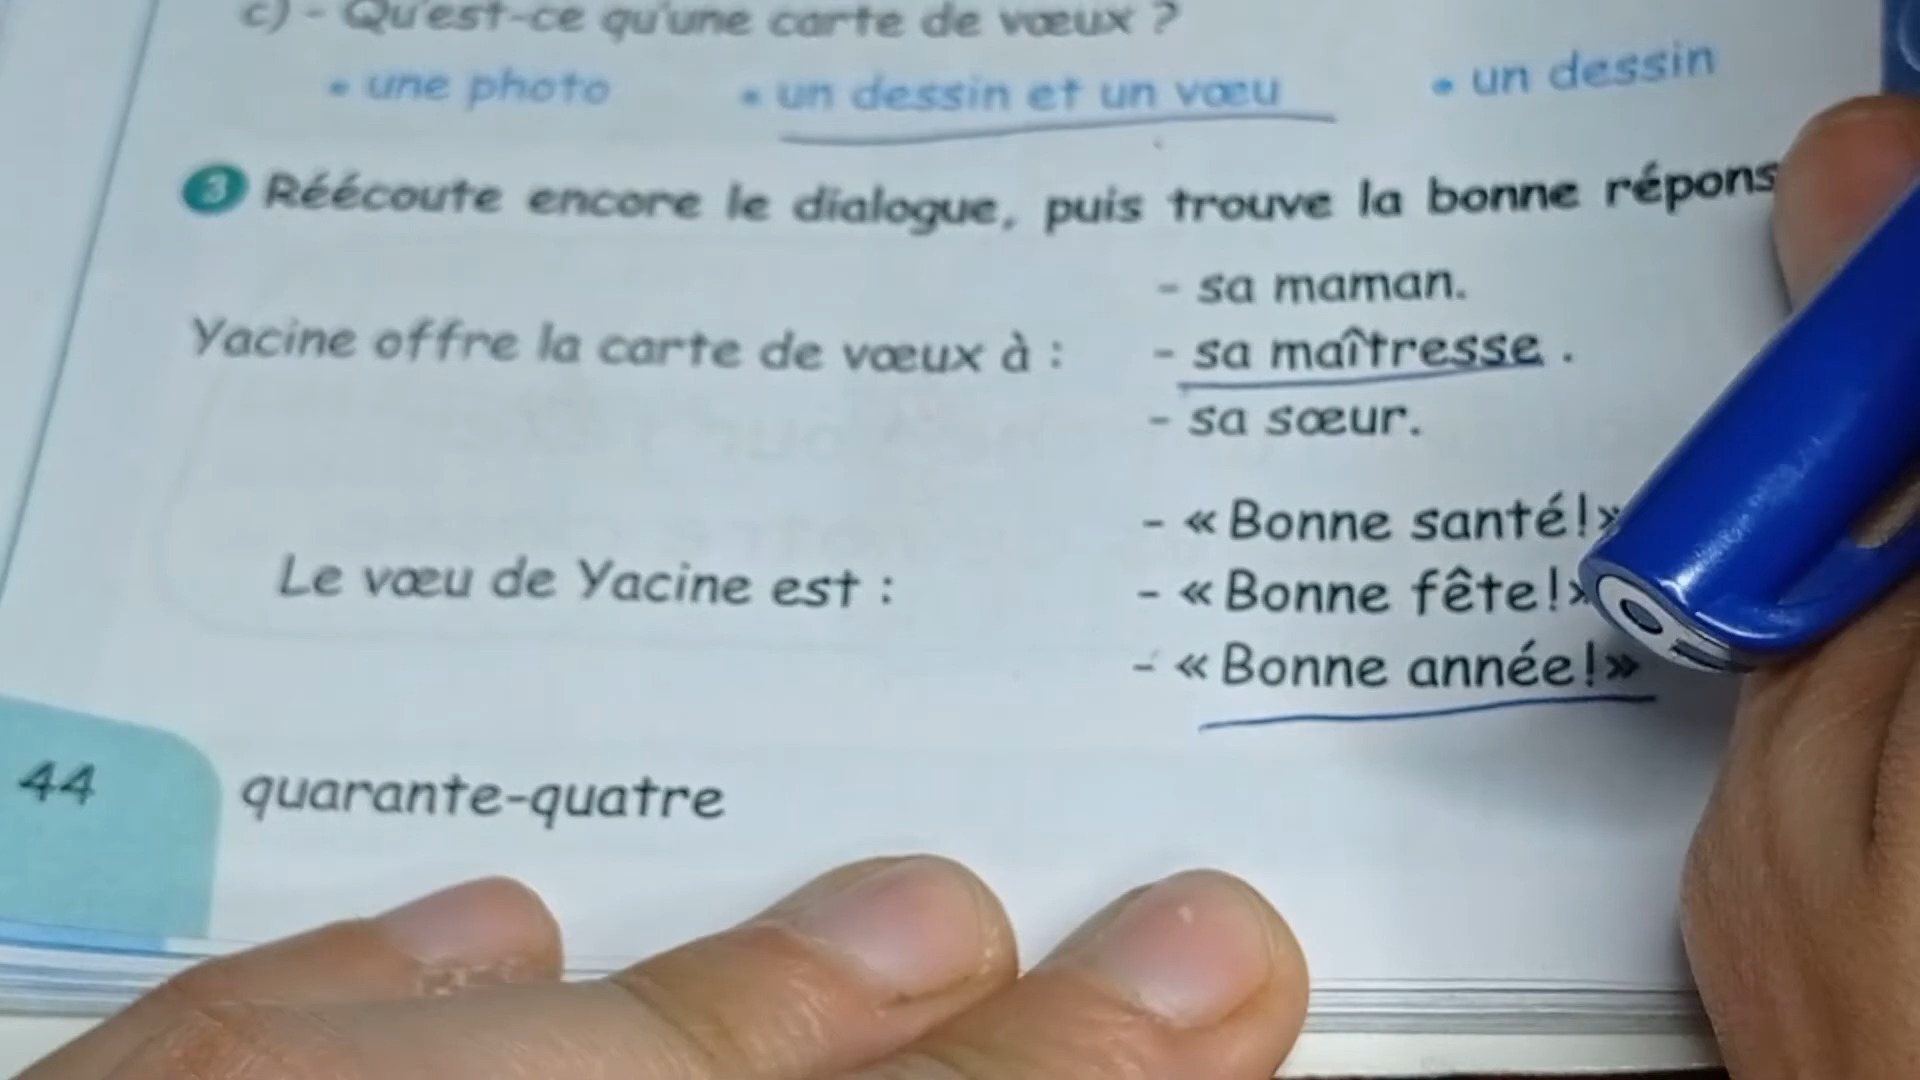 c) - Qu'est-ce qu'une carte de vœux ?
• une photo • un dessin et un vœu • un dessin
3 Réécoute encore le dialogue, puis trouve la bonne répons
- sa maman.
Yacine offre la carte de vœux à : - sa maîtresse .
- sa sœur.
- « Bonne santé!»
Le vœu de Yacine est : - « Bonne fête!»
- « Bonne année!»
44 quarante-quatre